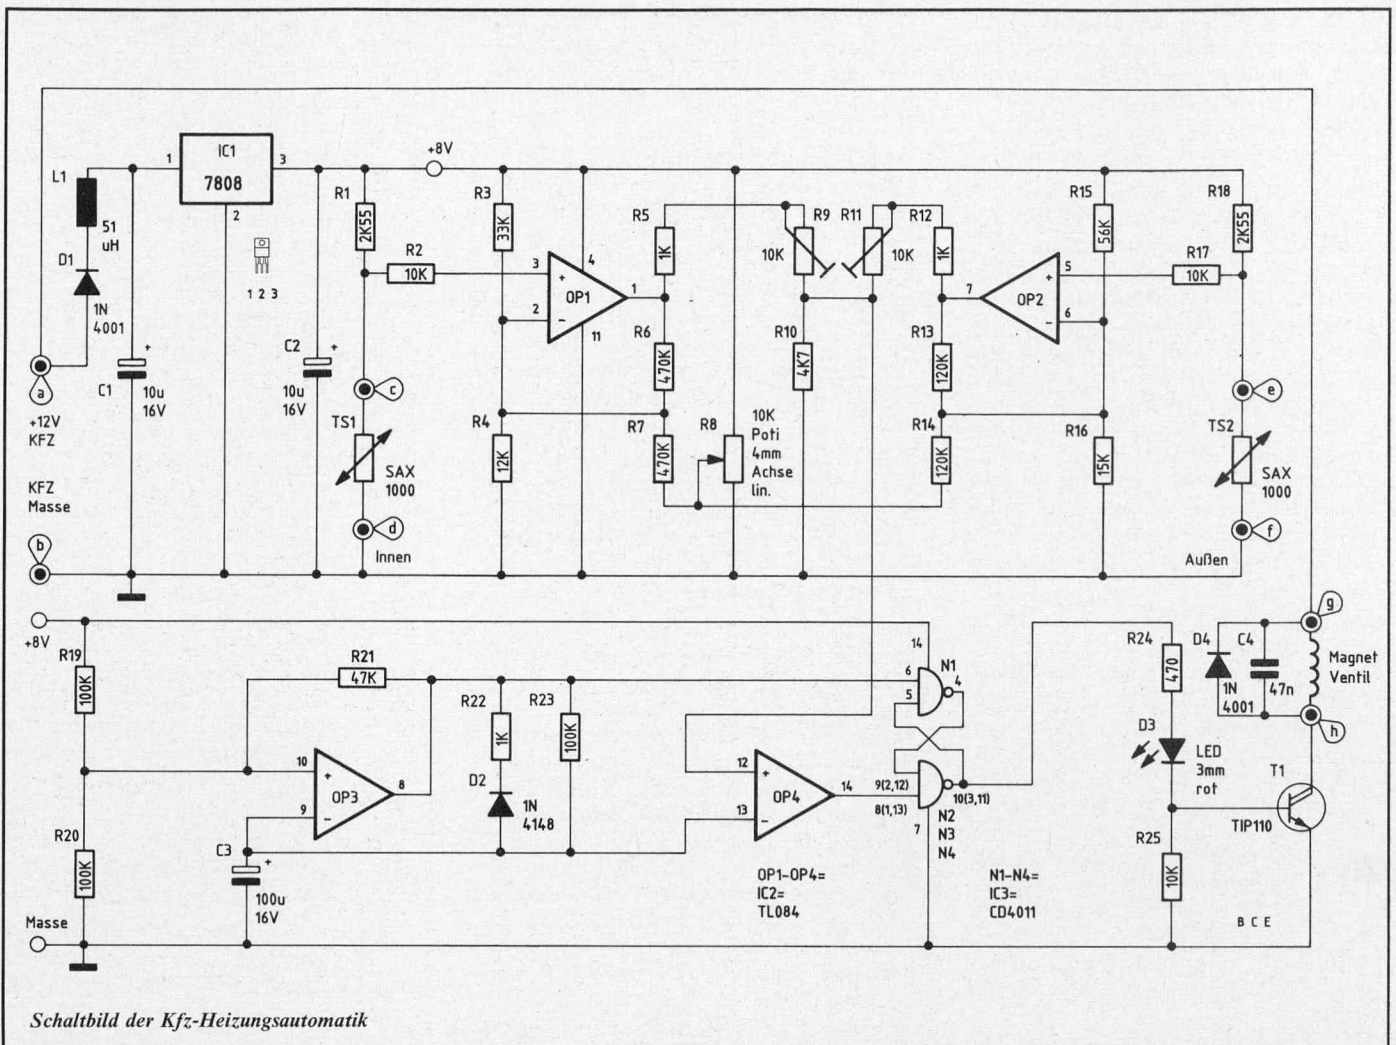 IC1
7808
1
3
2
1 2 3
L1
51
uH
D1
1N
4001
a
+12V
KFZ
KFZ
Masse
b
C1
+
10u
16V
C2
+
10u
16V
R1
2K55
R2
10K
c
TS1
SAX
1000
d
Innen
+8V
R3
33K
R4
12K
3
2
+
-
OP1
4
11
1
R5
1K
R6
470K
R7
470K
R8
10K
Poti
4mm
Achse
lin.
R9
10K
R10
4K7
R11
10K
R12
1K
R13
120K
R14
120K
7
OP2
+
-
5
6
R15
56K
R16
15K
R17
10K
R18
2K55
e
TS2
SAX
1000
f
Außen
+8V
R19
100K
R20
100K
Masse
R21
47K
10
9
+
-
OP3
8
C3
+
100u
16V
R22
1K
D2
1N
4148
R23
100K
12
13
+
-
OP4
14
OP1-OP4=
IC2=
TL084
14
6
5
N1
4
9(2,12)
8(1,13)
10(3,11)
7
N2
N3
N4
N1-N4=
IC3=
CD4011
R24
470
D3
LED
3mm
rot
R25
10K
D4
1N
4001
C4
47n
g
Magnet
Ventil
h
T1
TIP110
B C E
Schaltbild der Kfz-Heizungsautomatik